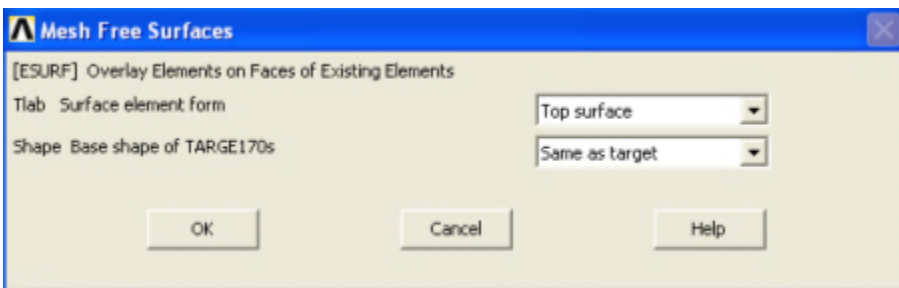 Mesh Free Surfaces
[ESURF] Overlay Elements on Faces of Existing Elements
Tlab Surface element form Top surface
Shape Base shape of TARGE170s Same as target
OK Cancel Help